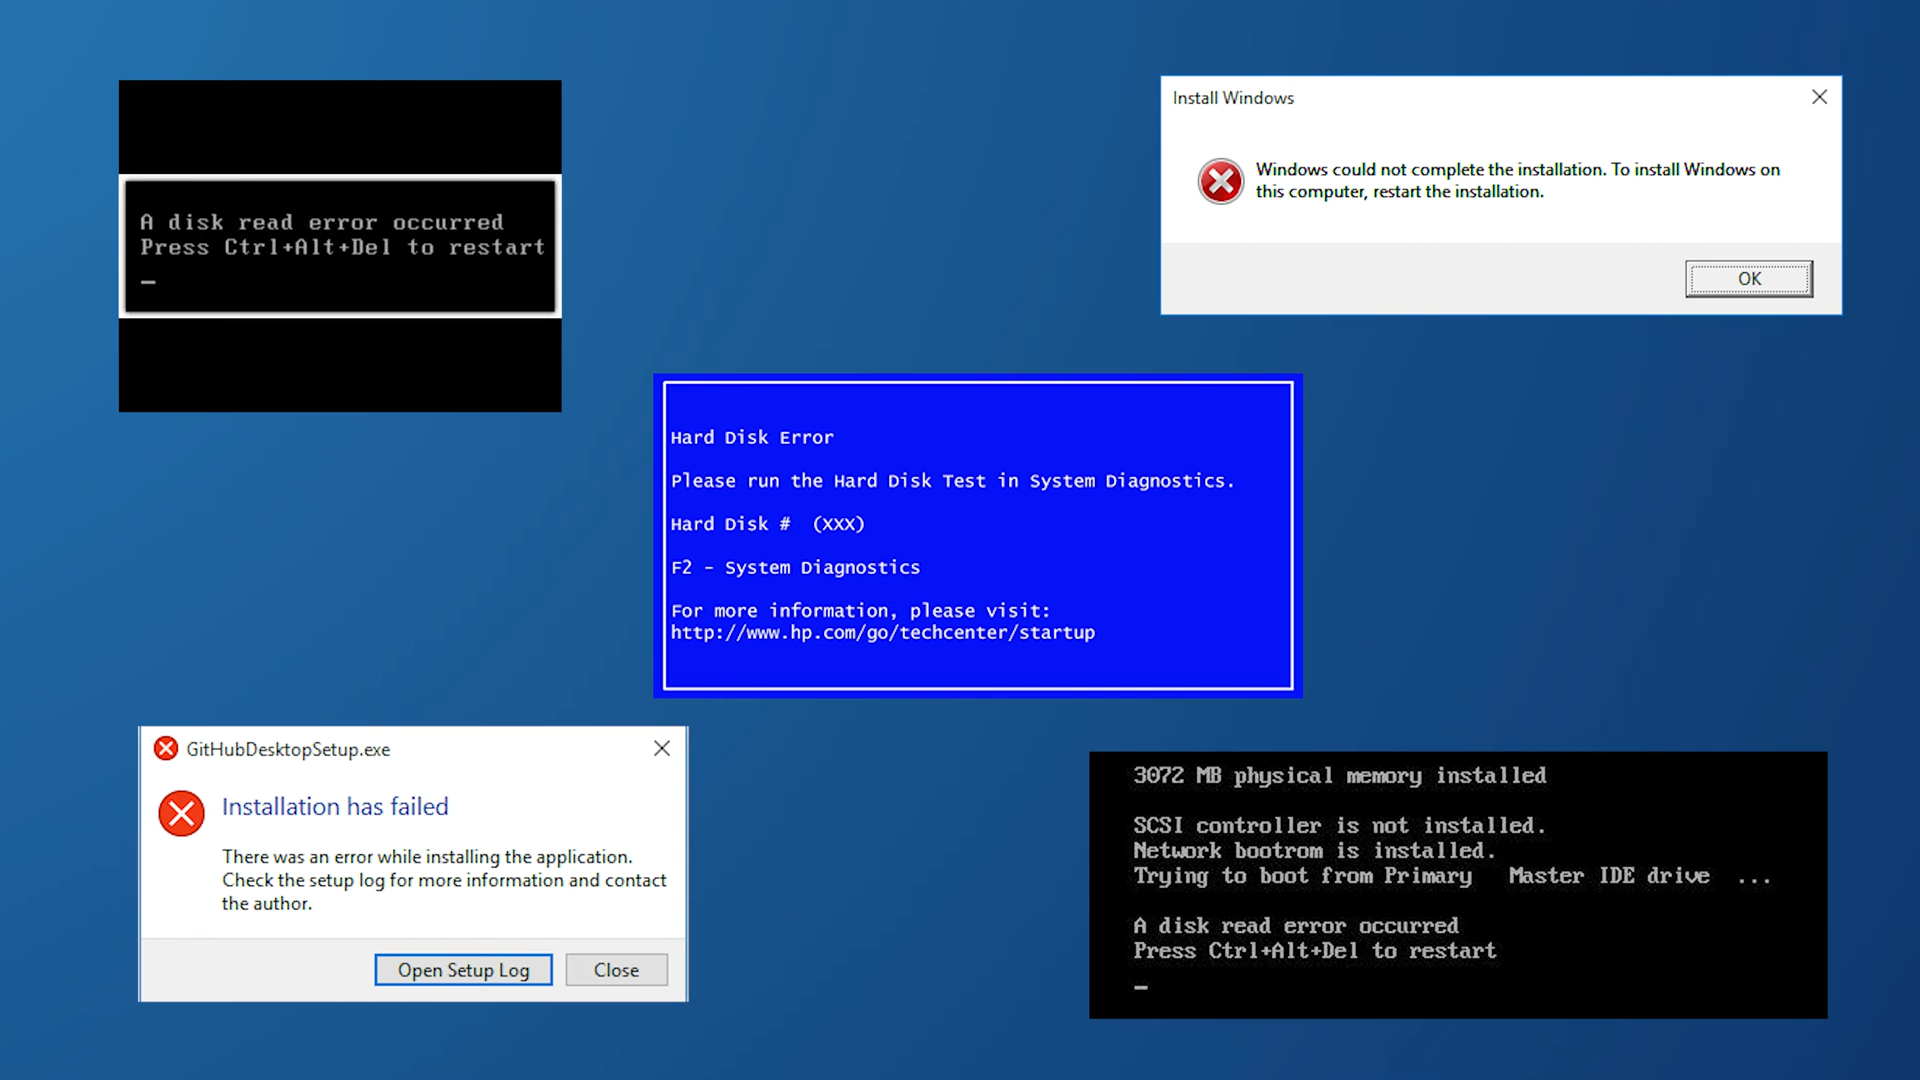 A disk read error occurred
Press Ctrl+Alt+Del to restart
_
Install Windows
Windows could not complete the installation. To install Windows on
this computer, restart the installation.
OK
Hard Disk Error
Please run the Hard Disk Test in System Diagnostics.
Hard Disk # (XXX)
F2 - System Diagnostics
For more information, please visit:
http://www.hp.com/go/techcenter/startup
GitHubDesktopSetup.exe
Installation has failed
There was an error while installing the application.
Check the setup log for more information and contact
the author.
Open Setup Log
Close
3072 MB physical memory installed
SCSI controller is not installed.
Network bootrom is installed.
Trying to boot from Primary Master IDE drive ...
A disk read error occurred
Press Ctrl+Alt+Del to restart
_